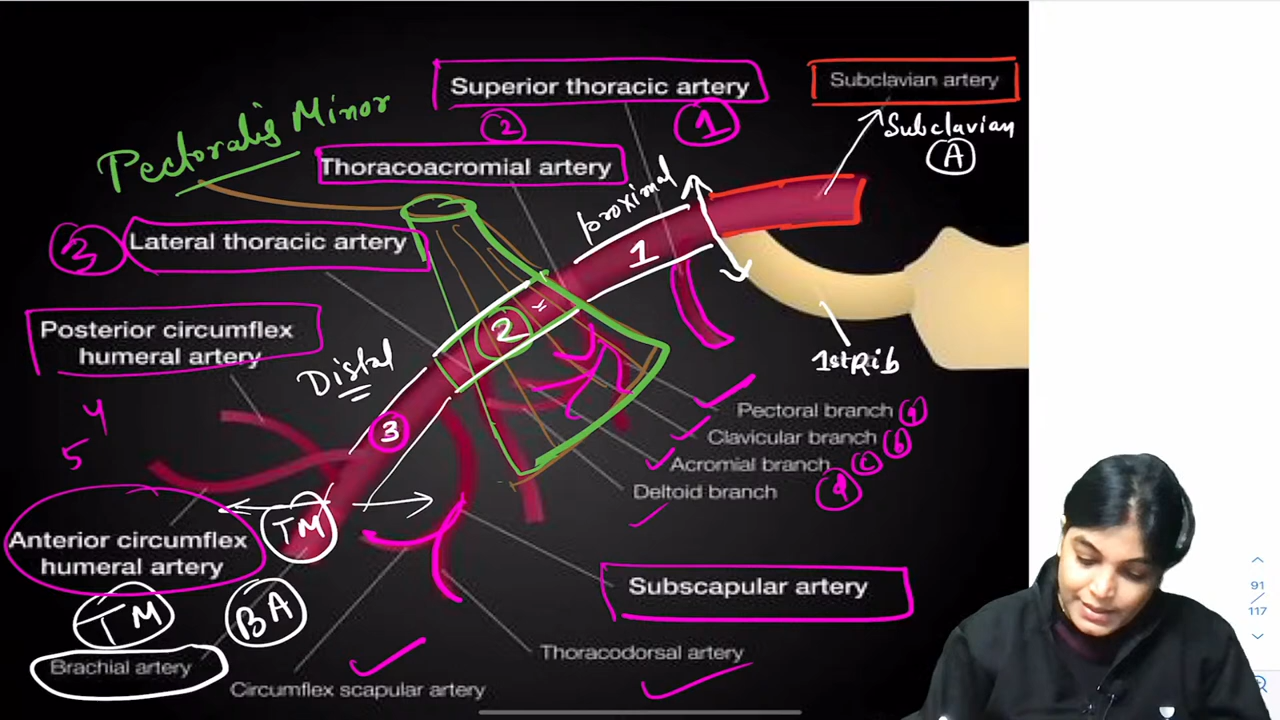 Superior thoracic artery
1
Subclavian artery
Subclavian
A
Pectoralis Minor
2
Thoracoacromial artery
proximal
3
Lateral thoracic artery
1
Posterior circumflex
humeral artery
2
Distal
1st Rib
3
4
5
Pectoral branch a
Clavicular branch b
Acromial branch c
Deltoid branch d
TM
Anterior circumflex
humeral artery
TM
BA
Subscapular artery
Brachial artery
Thoracodorsal artery
Circumflex scapular artery
91
/
117